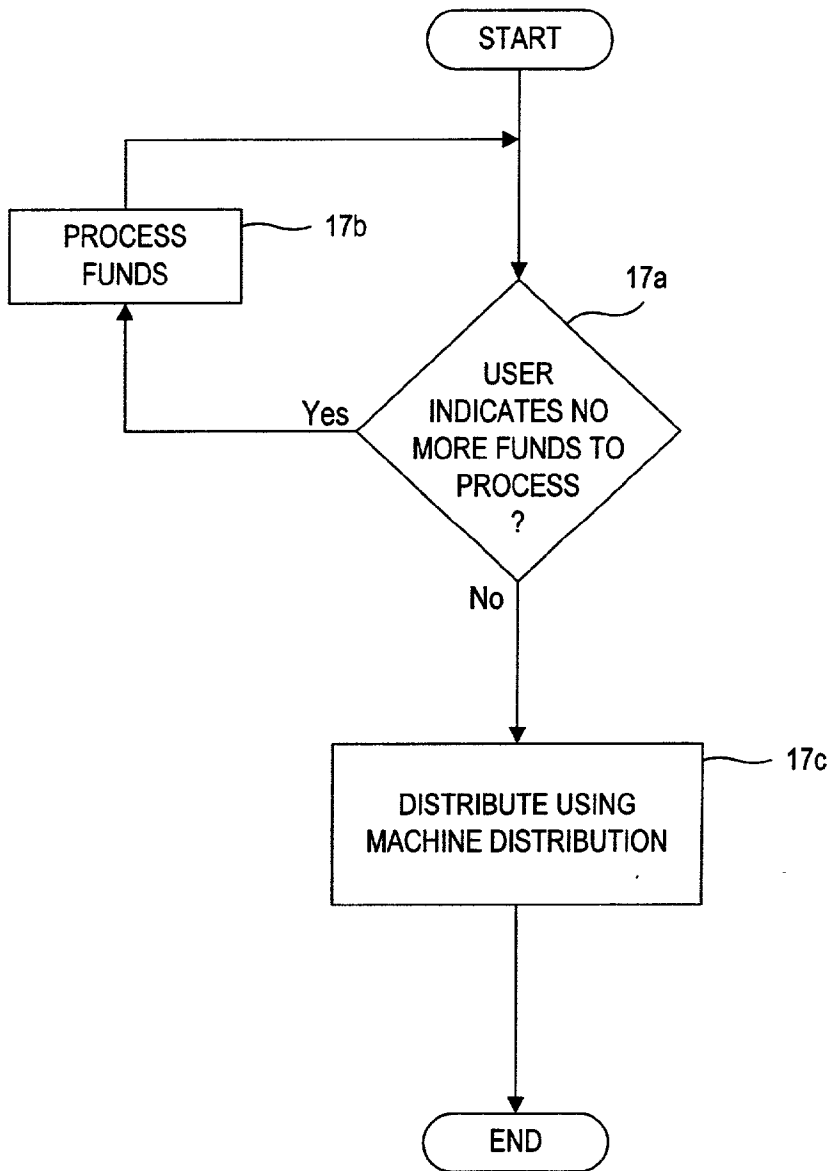 START
PROCESS
FUNDS
17b
17a
USER
INDICATES NO
MORE FUNDS TO
PROCESS
?
Yes
No
DISTRIBUTE USING
MACHINE DISTRIBUTION
17c
END